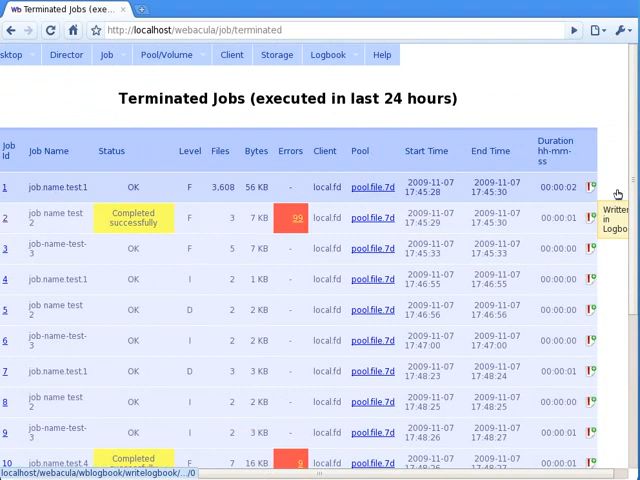 Terminated Jobs (exe...
http://localhost/webacula/job/terminated
sktop Director Job Pool/Volume Client Storage Logbook Help
Terminated Jobs (executed in last 24 hours)
Job Id Job Name Status Level Files Bytes Errors Client Pool Start Time End Time Duration hh-mm-ss
1 job.name.test.1 OK F 3,608 56 KB - local.fd pool.file.7d 2009-11-07 17:45:28 2009-11-07 17:45:30 00:00:02
2 job name test 2 Completed successfully F 3 7 KB 99 local.fd pool.file.7d 2009-11-07 17:45:29 2009-11-07 17:45:30 00:00:01
Written in Logbo
3 job-name-test-3 OK F 5 7 KB - local.fd pool.file.7d 2009-11-07 17:45:33 2009-11-07 17:45:33 00:00:00
4 job.name.test.1 OK I 2 1 KB - local.fd pool.file.7d 2009-11-07 17:46:55 2009-11-07 17:46:55 00:00:00
5 job name test 2 OK D 2 2 KB - local.fd pool.file.7d 2009-11-07 17:46:56 2009-11-07 17:46:56 00:00:00
6 job-name-test-3 OK I 2 2 KB - local.fd pool.file.7d 2009-11-07 17:47:00 2009-11-07 17:47:00 00:00:00
7 job.name.test.1 OK D 3 3 KB - local.fd pool.file.7d 2009-11-07 17:48:23 2009-11-07 17:48:24 00:00:01
8 job name test 2 OK I 2 2 KB - local.fd pool.file.7d 2009-11-07 17:48:25 2009-11-07 17:48:25 00:00:00
9 job-name-test-3 OK I 2 3 KB - local.fd pool.file.7d 2009-11-07 17:48:26 2009-11-07 17:48:27 00:00:01
10 job.name.test.4 Completed F 7 16 KB 9 local.fd pool.file.7d 2009-11-07 2009-11-07 00:00:01
localhost/webacula/wblogbook/writelogbook/.../0